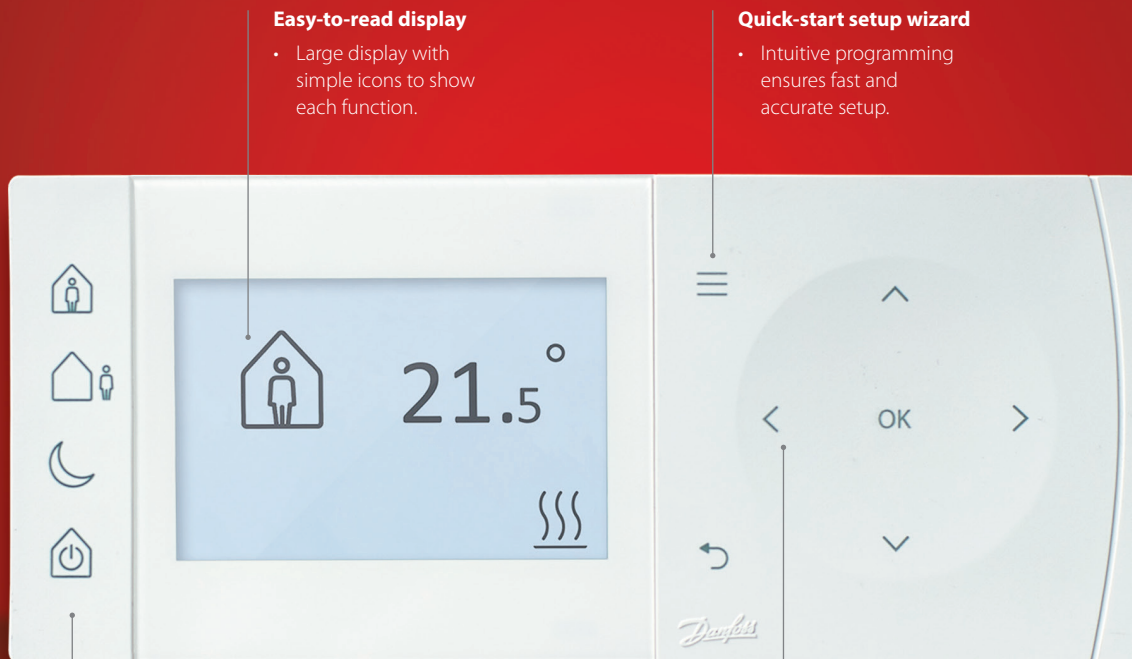 Easy-to-read display
• Large display with
simple icons to show
each function.
Quick-start setup wizard
• Intuitive programming
ensures fast and
accurate setup.
21.5°
OK
Danfoss